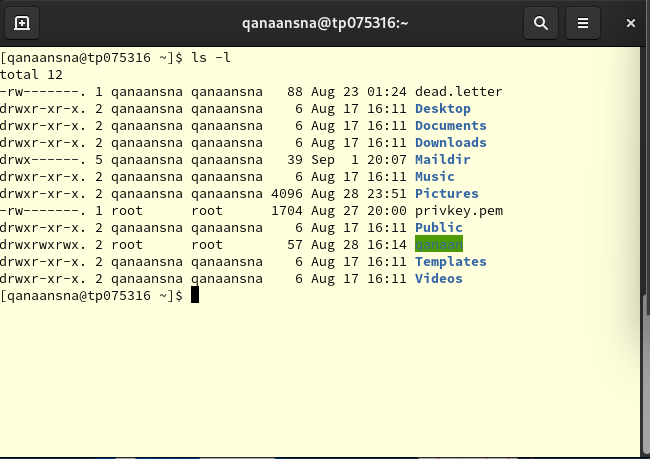 qanaansna@tp075316:~
[qanaansna@tp075316 ~]$ ls -l
total 12
-rw-------. 1 qanaansna qanaansna   88 Aug 23 01:24 dead.letter
drwxr-xr-x. 2 qanaansna qanaansna    6 Aug 17 16:11 Desktop
drwxr-xr-x. 2 qanaansna qanaansna    6 Aug 17 16:11 Documents
drwxr-xr-x. 2 qanaansna qanaansna    6 Aug 17 16:11 Downloads
drwx------. 5 qanaansna qanaansna   39 Sep  1 20:07 Maildir
drwxr-xr-x. 2 qanaansna qanaansna    6 Aug 17 16:11 Music
drwxr-xr-x. 2 qanaansna qanaansna 4096 Aug 28 23:51 Pictures
-rw-------. 1 root      root      1704 Aug 27 20:00 privkey.pem
drwxr-xr-x. 2 qanaansna qanaansna    6 Aug 17 16:11 Public
drwxrwxrwx. 2 root      root        57 Aug 28 16:14 qanaan
drwxr-xr-x. 2 qanaansna qanaansna    6 Aug 17 16:11 Templates
drwxr-xr-x. 2 qanaansna qanaansna    6 Aug 17 16:11 Videos
[qanaansna@tp075316 ~]$